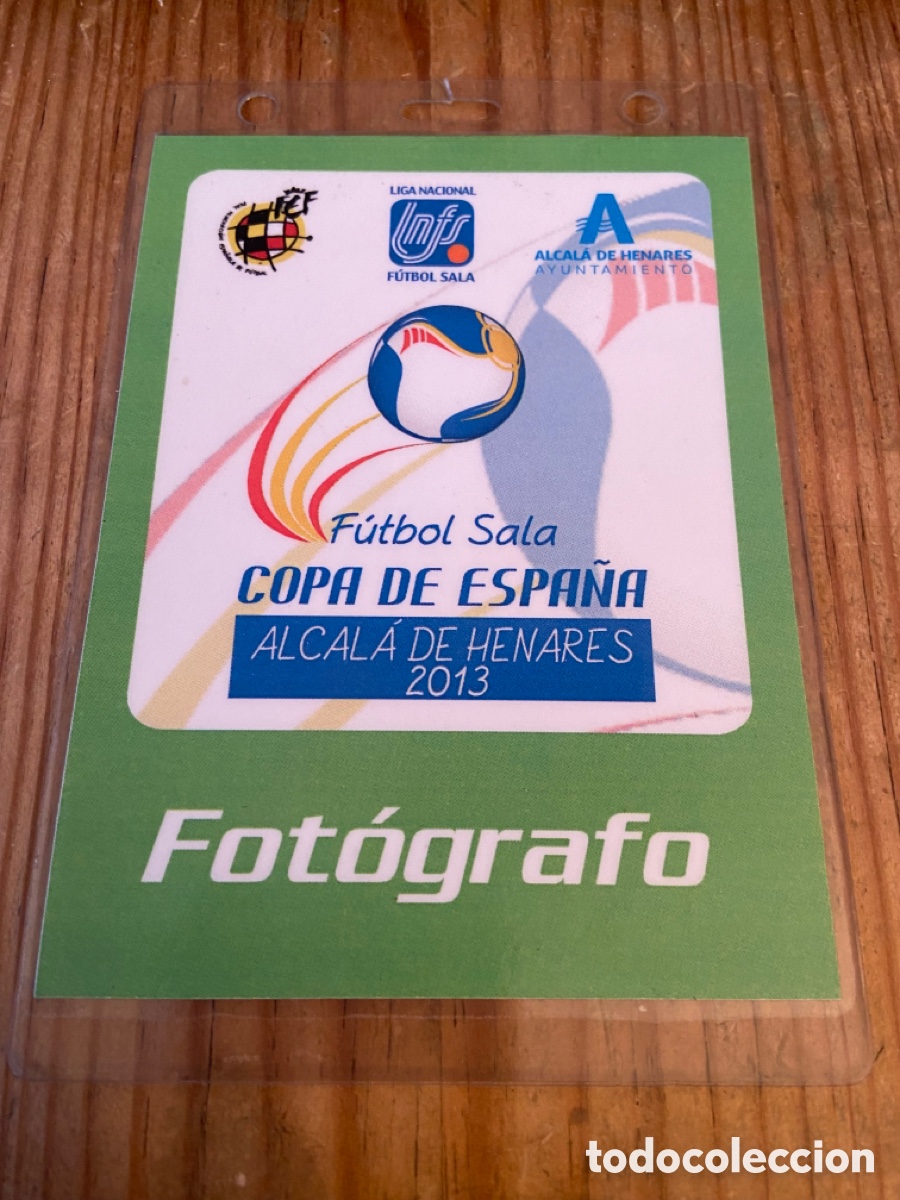 LIGA NACIONAL
lnfs
FÚTBOL SALA
ALCALÁ DE HENARES
AYUNTAMIENTO
Fútbol Sala
COPA DE ESPAÑA
ALCALÁ DE HENARES
2013
Fotógrafo
todocoleccion